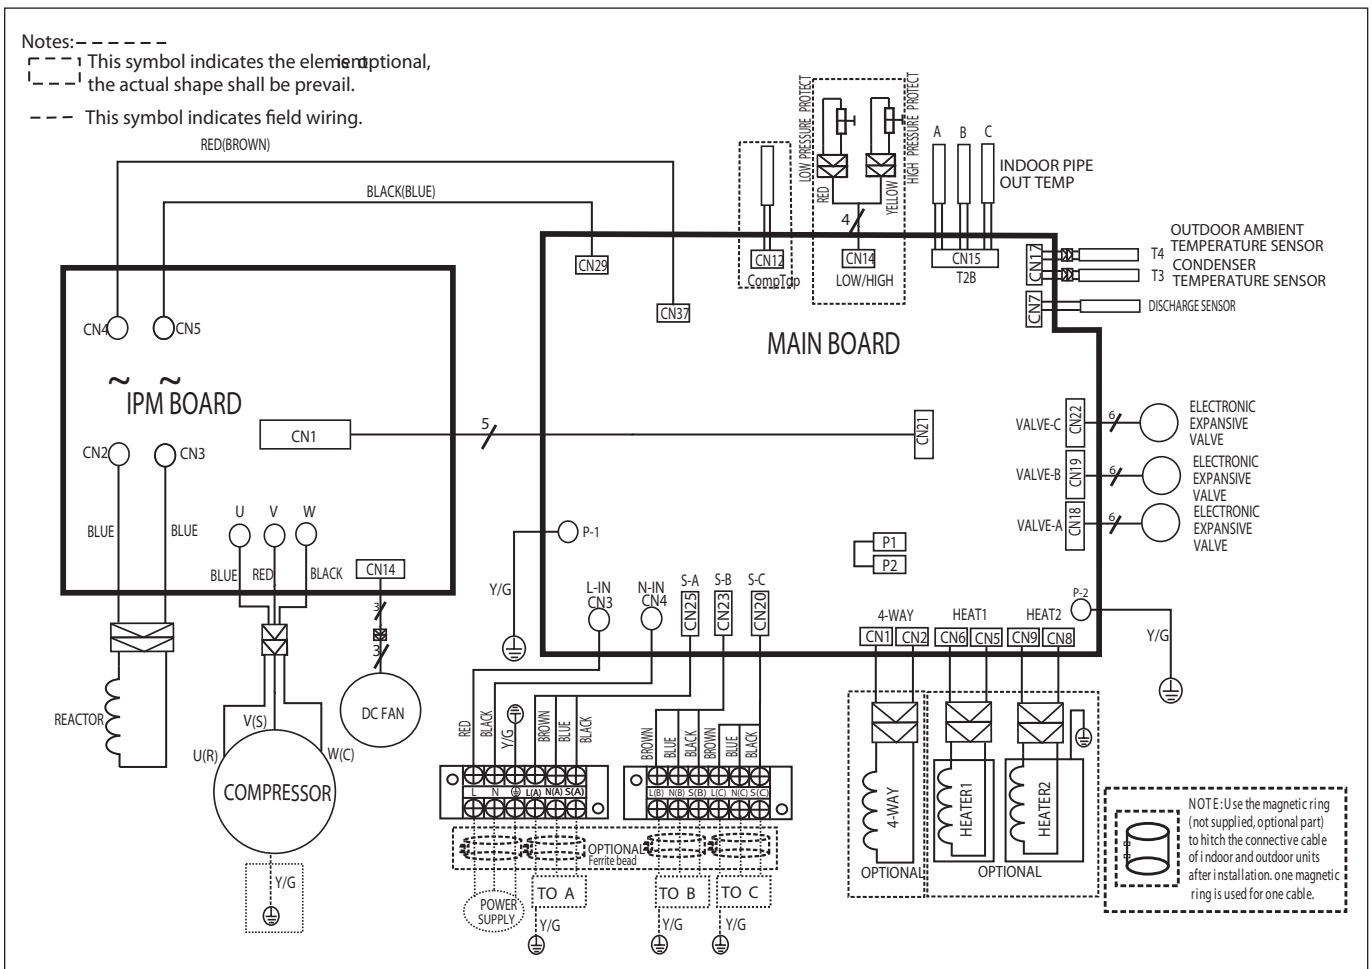 Notes:
This symbol indicates the element is optional,
the actual shape shall be prevail.
This symbol indicates field wiring.
RED(BROWN)
BLACK(BLUE)
LOW PRESSURE PROTECT
HIGH PRESSURE PROTECT
RED
YELLOW
4
A
B
C
INDOOR PIPE
OUT TEMP
CN12
CompTop
CN14
LOW/HIGH
CN15
T2B
CN17
T4
OUTDOOR AMBIENT
TEMPERATURE SENSOR
T3
CONDENSER
TEMPERATURE SENSOR
CN7
DISCHARGE SENSOR
CN29
CN37
MAIN BOARD
CN4
CN5
~ ~
IPM BOARD
CN1
5
CN21
CN2
CN3
BLUE
BLUE
U
V
W
BLUE
RED
BLACK
CN14
3
3
DC FAN
REACTOR
V(S)
U(R)
W(C)
COMPRESSOR
Y/G
VALVE-C
CN22
6
ELECTRONIC
EXPANSIVE
VALVE
VALVE-B
CN19
6
ELECTRONIC
EXPANSIVE
VALVE
VALVE-A
CN18
6
ELECTRONIC
EXPANSIVE
VALVE
P-1
Y/G
P1
P2
P-2
Y/G
L-IN
CN3
N-IN
CN4
S-A
CN25
S-B
CN23
S-C
CN20
4-WAY
CN1
CN2
HEAT1
CN6
CN5
HEAT2
CN9
CN8
RED
BLACK
Y/G
BROWN
BLUE
BLACK
BROWN
BLUE
BLACK
BROWN
BLUE
BLACK
L
N
L(A)
N(A)
S(A)
L(B)
N(B)
S(B)
L(C)
N(C)
S(C)
OPTIONAL
Ferrite bead
POWER
SUPPLY
TO A
TO B
TO C
Y/G
Y/G
Y/G
4-WAY
OPTIONAL
HEATER1
HEATER2
OPTIONAL
NOTE:Use the magnetic ring
(not supplied, optional part)
to hitch the connective cable
of indoor and outdoor units
after installation. one magnetic
ring is used for one cable.